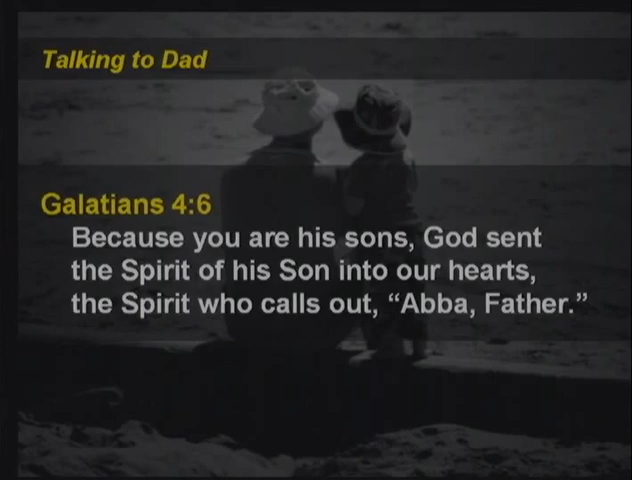 Talking to Dad
Galatians 4:6
Because you are his sons, God sent
the Spirit of his Son into our hearts,
the Spirit who calls out, “Abba, Father.”